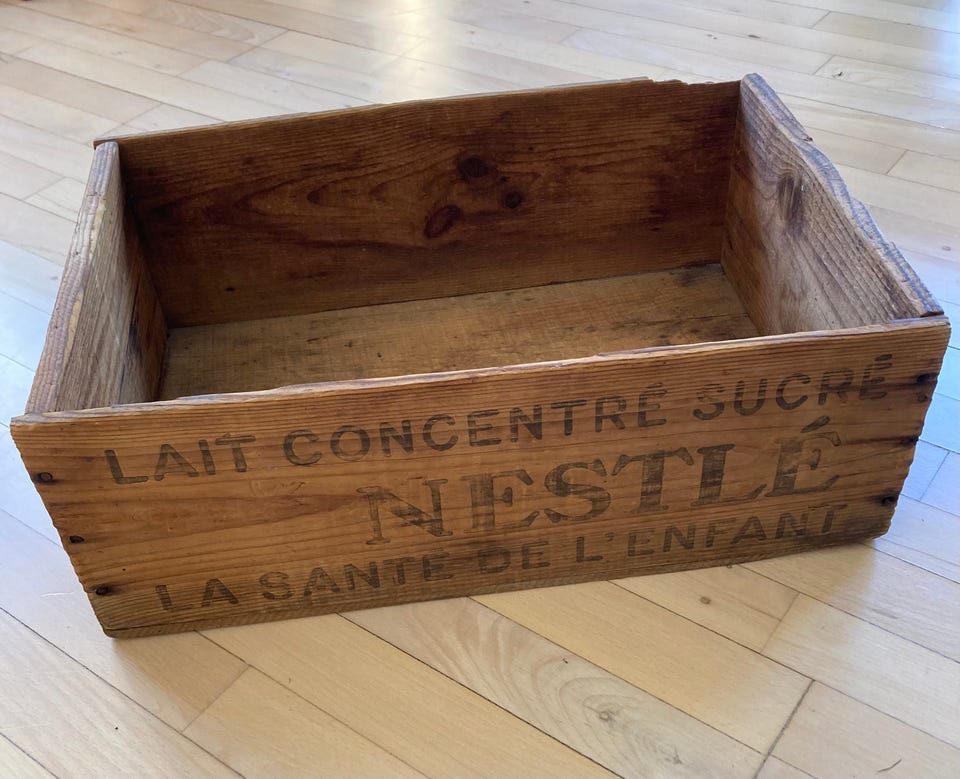 LAIT CONCENTRÉ SUCRÉ
NESTLÉ
LA SANTÉ DE L'ENFANT